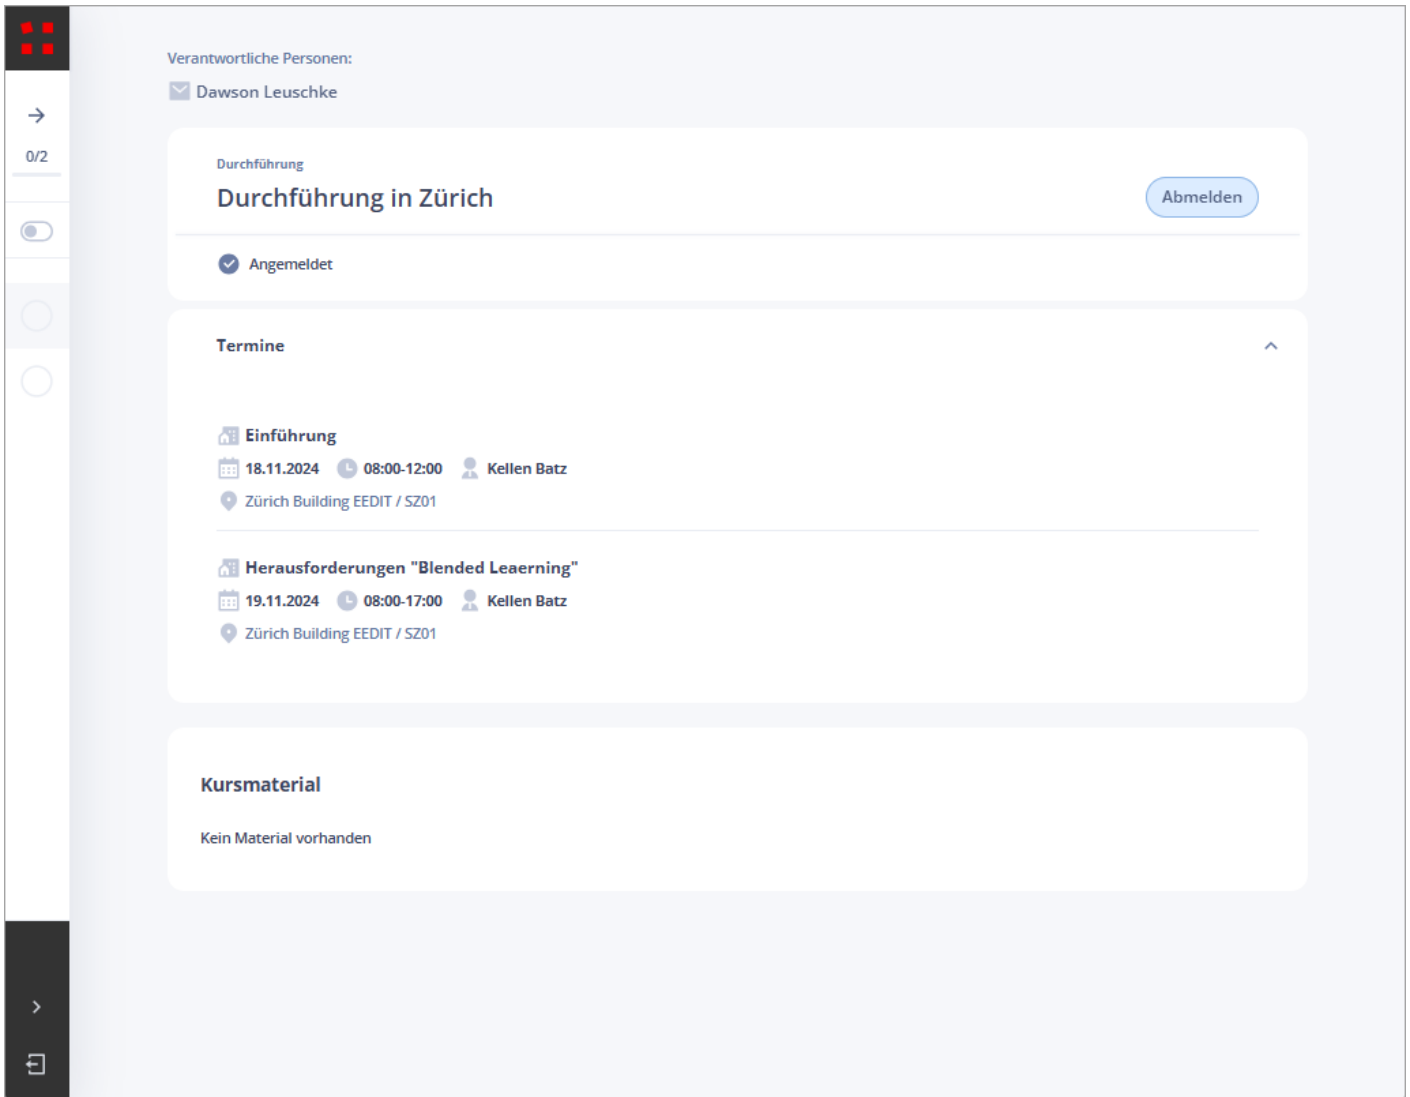 Verantwortliche Personen:
Dawson Leuschke
0/2
Durchführung
Durchführung in Zürich
Abmelden
Angemeldet
Termine
Einführung
18.11.2024 08:00-12:00 Kellen Batz
Zürich Building EEDIT / SZ01
Herausforderungen "Blended Leaerning"
19.11.2024 08:00-17:00 Kellen Batz
Zürich Building EEDIT / SZ01
Kursmaterial
Kein Material vorhanden